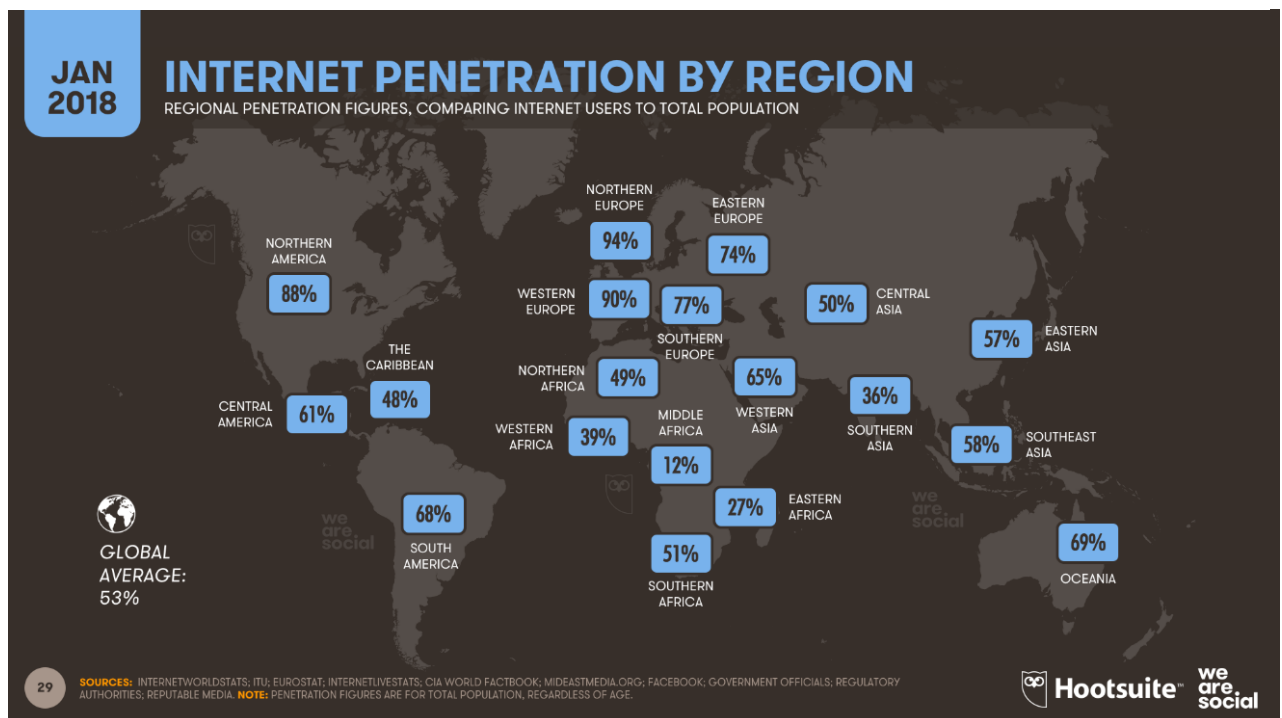 JAN
2018
INTERNET PENETRATION BY REGION
REGIONAL PENETRATION FIGURES, COMPARING INTERNET USERS TO TOTAL POPULATION
NORTHERN
EUROPE
94%
EASTERN
EUROPE
74%
NORTHERN
AMERICA
88%
WESTERN
EUROPE
90%
77%
SOUTHERN
EUROPE
50%
CENTRAL
ASIA
57%
EASTERN
ASIA
THE
CARIBBEAN
48%
NORTHERN
AFRICA
49%
65%
WESTERN
ASIA
36%
SOUTHERN
ASIA
CENTRAL
AMERICA
61%
WESTERN
AFRICA
39%
MIDDLE
AFRICA
12%
58%
SOUTHEAST
ASIA
27%
EASTERN
AFRICA
68%
SOUTH
AMERICA
51%
SOUTHERN
AFRICA
69%
OCEANIA
we
are
social
we
are
social
GLOBAL
AVERAGE:
53%
29
SOURCES: INTERNETWORLDSTATS; ITU; EUROSTAT; INTERNETLIVESTATS; CIA WORLD FACTBOOK; MIDEASTMEDIA.ORG; FACEBOOK; GOVERNMENT OFFICIALS; REGULATORY
AUTHORITIES; REPUTABLE MEDIA. NOTE: PENETRATION FIGURES ARE FOR TOTAL POPULATION, REGARDLESS OF AGE.
Hootsuite™
we
are
social